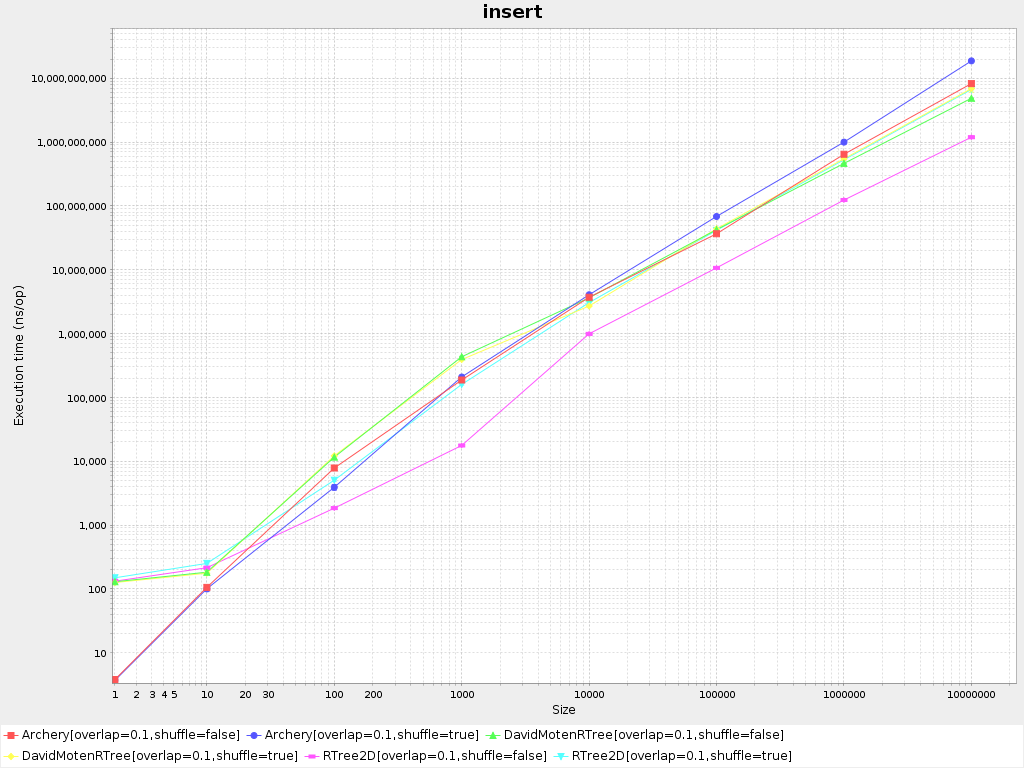 insert
10,000,000,000
1,000,000,000
100,000,000
10,000,000
1,000,000
100,000
10,000
1,000
100
10
Execution time (ns/op)
1 2 3 4 5 10 20 30 100 200 1000 10000 100000 1000000 10000000
Size
Archery[overlap=0.1,shuffle=false] Archery[overlap=0.1,shuffle=true] DavidMotenRTree[overlap=0.1,shuffle=false]
DavidMotenRTree[overlap=0.1,shuffle=true] RTree2D[overlap=0.1,shuffle=false] RTree2D[overlap=0.1,shuffle=true]